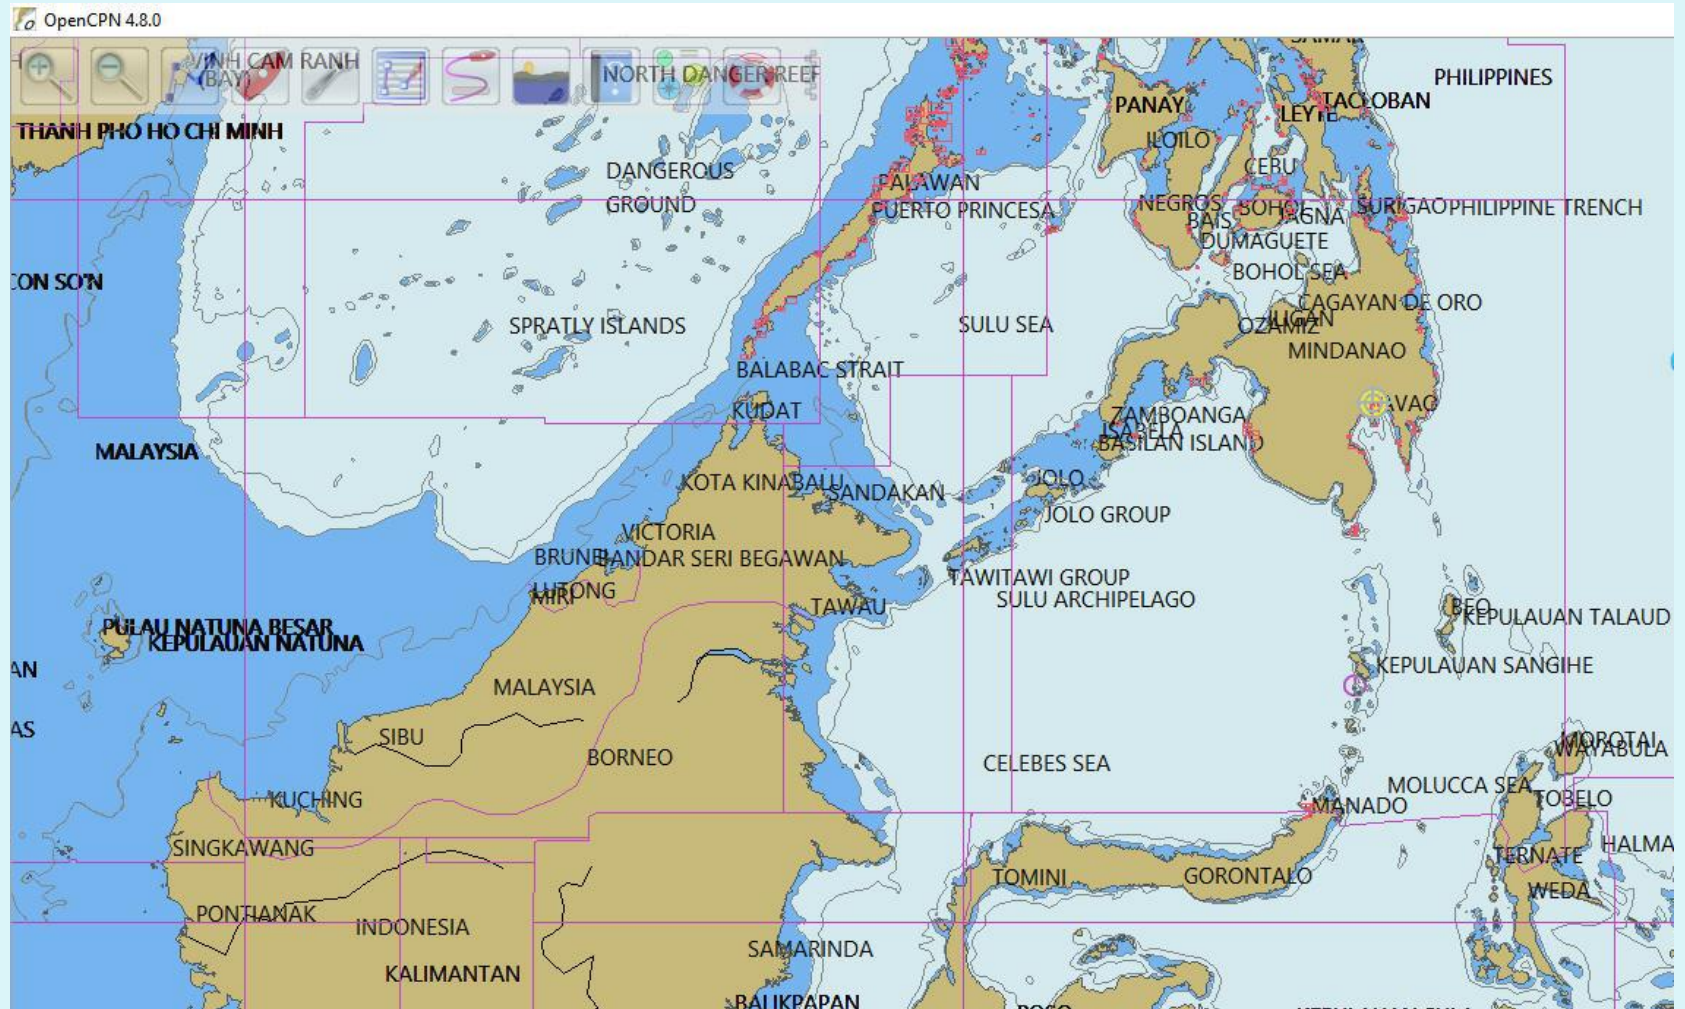 OpenCPN 4.8.0
VINH CAM RANH
(BAY)
NORTH DANGER REEF
PHILIPPINES
PANAY
TACLOBAN
LEYTE
THANH PHO HO CHI MINH
ILOILO
CEBU
DANGEROUS
GROUND
PALAWAN
PUERTO PRINCESA
NEGROS
BOHOL
JAGNA
SURIGAO
PHILIPPINE TRENCH
BAIS
DUMAGUETE
BOHOL SEA
CON SO'N
CAGAYAN DE ORO
ILIGAN
OZAMIZ
SPRATLY ISLANDS
SULU SEA
MINDANAO
BALABAC STRAIT
KUDAT
DAVAO
ZAMBOANGA
ISABELA
BASILAN ISLAND
MALAYSIA
KOTA KINABALU
SANDAKAN
JOLO
JOLO GROUP
VICTORIA
BRUNEI
BANDAR SERI BEGAWAN
LUTONG
MIRI
TAWITAWI GROUP
SULU ARCHIPELAGO
TAWAU
BEO
KEPULAUAN TALAUD
PULAU NATUNA BESAR
KEPULAUAN NATUNA
AN
KEPULAUAN SANGIHE
MALAYSIA
AS
SIBU
BORNEO
CELEBES SEA
MOROTAI
WAYABULA
MOLUCCA SEA
KUCHING
MANADO
TOBELO
SINGKAWANG
HALMA
TERNATE
TOMINI
GORONTALO
WEDA
PONTIANAK
INDONESIA
SAMARINDA
KALIMANTAN
BALIKPAPAN
POSO